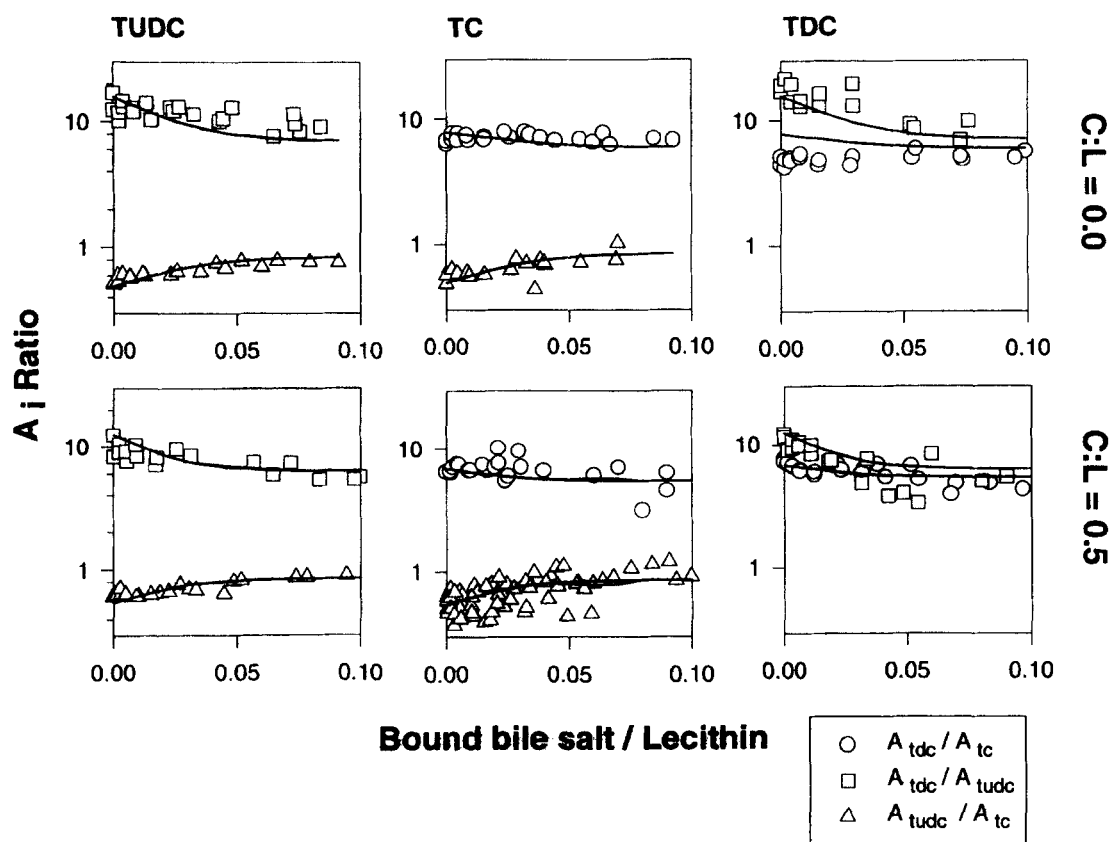 TUDC TC TDC
10
1
0.00 0.05 0.10
10
1
0.00 0.05 0.10
10
1
0.00 0.05 0.10
C:L = 0.0
A i Ratio
10
1
0.00 0.05 0.10
10
1
0.00 0.05 0.10
10
1
0.00 0.05 0.10
C:L = 0.5
Bound bile salt / Lecithin
A tdc / A tc
A tdc / A tudc
A tudc / A tc